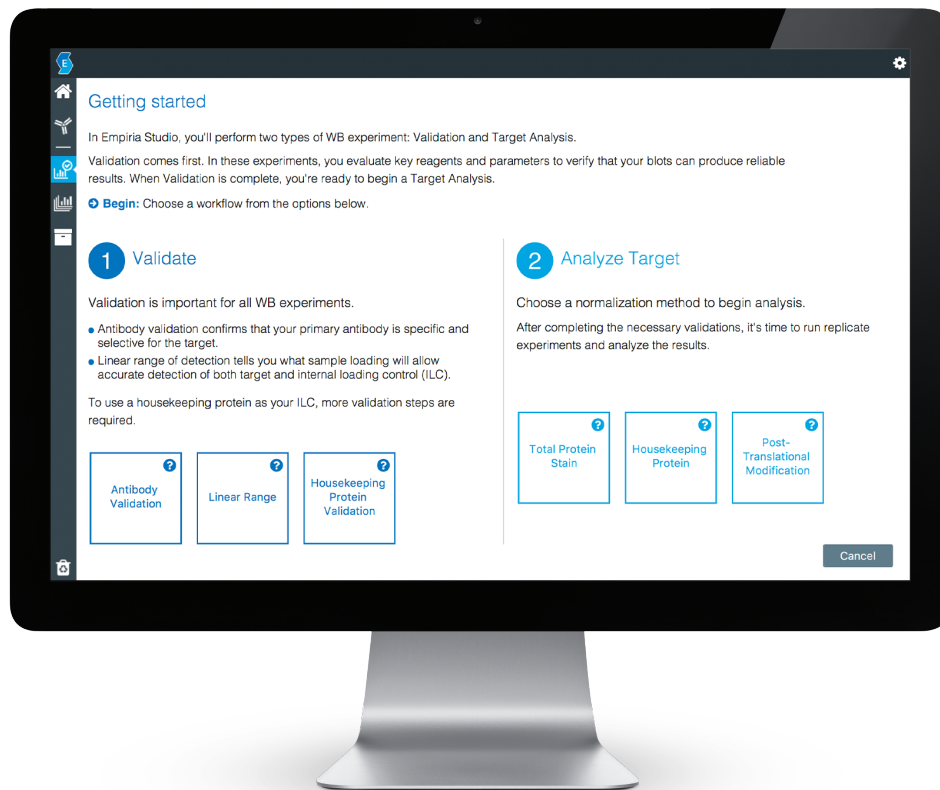 E
Getting started
In Empiria Studio, you'll perform two types of WB experiment: Validation and Target Analysis.
Validation comes first. In these experiments, you evaluate key reagents and parameters to verify that your blots can produce reliable
results. When Validation is complete, you're ready to begin a Target Analysis.
Begin: Choose a workflow from the options below.
1 Validate
Validation is important for all WB experiments.
• Antibody validation confirms that your primary antibody is specific and
selective for the target.
• Linear range of detection tells you what sample loading will allow
accurate detection of both target and internal loading control (ILC).
To use a housekeeping protein as your ILC, more validation steps are
required.
?
Antibody
Validation
?
Linear Range
?
Housekeeping
Protein
Validation
2 Analyze Target
Choose a normalization method to begin analysis.
After completing the necessary validations, it's time to run replicate
experiments and analyze the results.
?
Total Protein
Stain
?
Housekeeping
Protein
?
Post-
Translational
Modification
Cancel